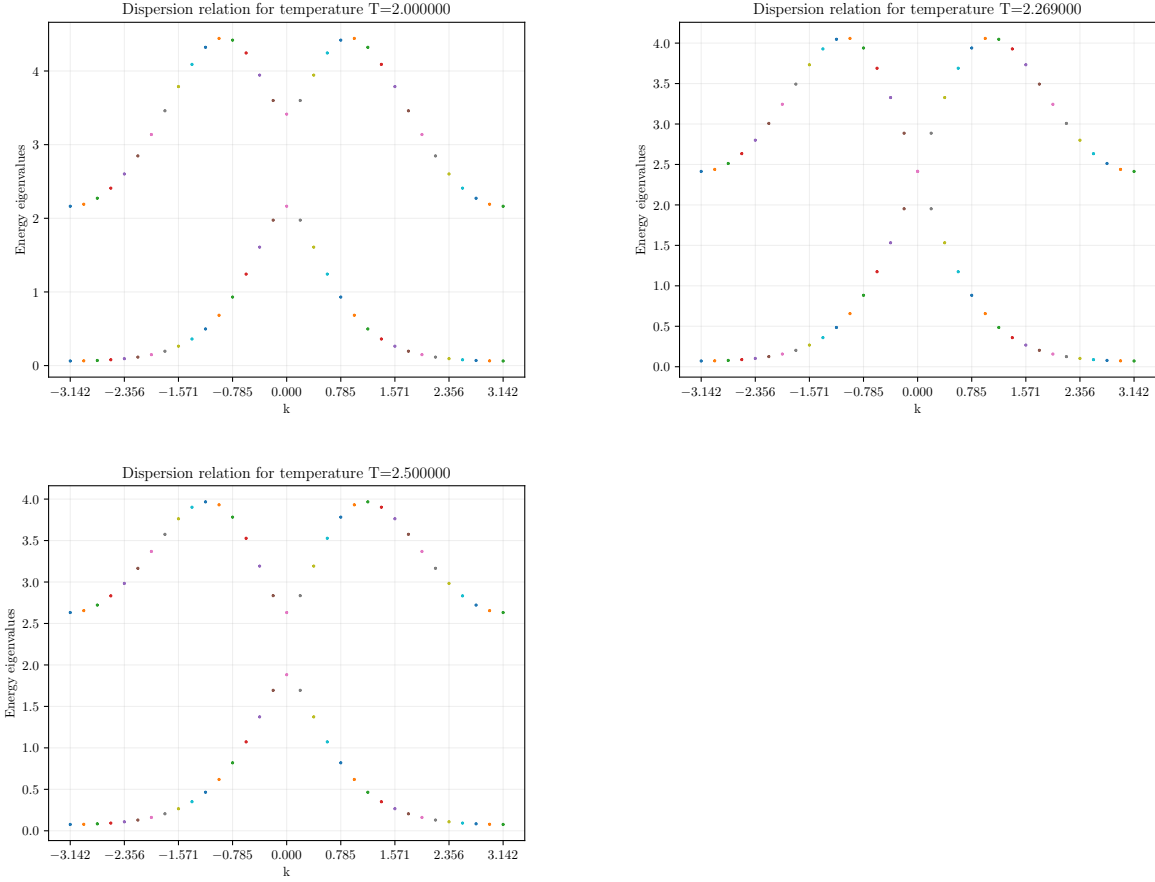 Dispersion relation for temperature T=2.000000
Energy eigenvalues
4
3
2
1
0
−3.142 −2.356 −1.571 −0.785 0.000 0.785 1.571 2.356 3.142
k
Dispersion relation for temperature T=2.269000
Energy eigenvalues
4.0
3.5
3.0
2.5
2.0
1.5
1.0
0.5
0.0
−3.142 −2.356 −1.571 −0.785 0.000 0.785 1.571 2.356 3.142
k
Dispersion relation for temperature T=2.500000
Energy eigenvalues
4.0
3.5
3.0
2.5
2.0
1.5
1.0
0.5
0.0
−3.142 −2.356 −1.571 −0.785 0.000 0.785 1.571 2.356 3.142
k